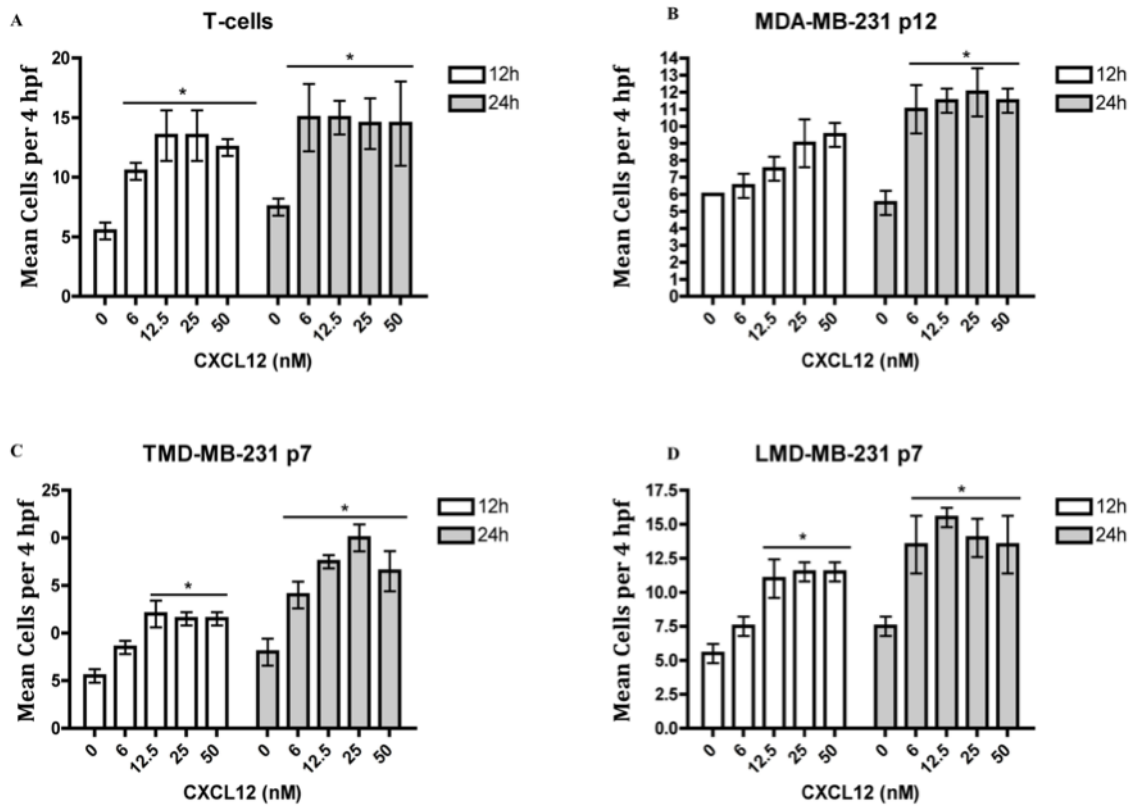 A
T-cells
Mean Cells per 4 hpf
20
15
10
5
0
*
*
12h
24h
0 6 12.5 25 50 0 6 12.5 25 50
CXCL12 (nM)
B
MDA-MB-231 p12
Mean Cells per 4 hpf
14
13
12
11
10
9
8
7
6
5
4
3
2
1
0
*
12h
24h
0 6 12.5 25 50 0 6 12.5 25 50
CXCL12 (nM)
C
TMD-MB-231 p7
Mean Cells per 4 hpf
25
0
5
0
5
0
*
*
12h
24h
0 6 12.5 25 50 0 6 12.5 25 50
CXCL12 (nM)
D
LMD-MB-231 p7
Mean Cells per 4 hpf
17.5
15.0
12.5
10.0
7.5
5.0
2.5
0.0
*
*
12h
24h
0 6 12.5 25 50 0 6 12.5 25 50
CXCL12 (nM)